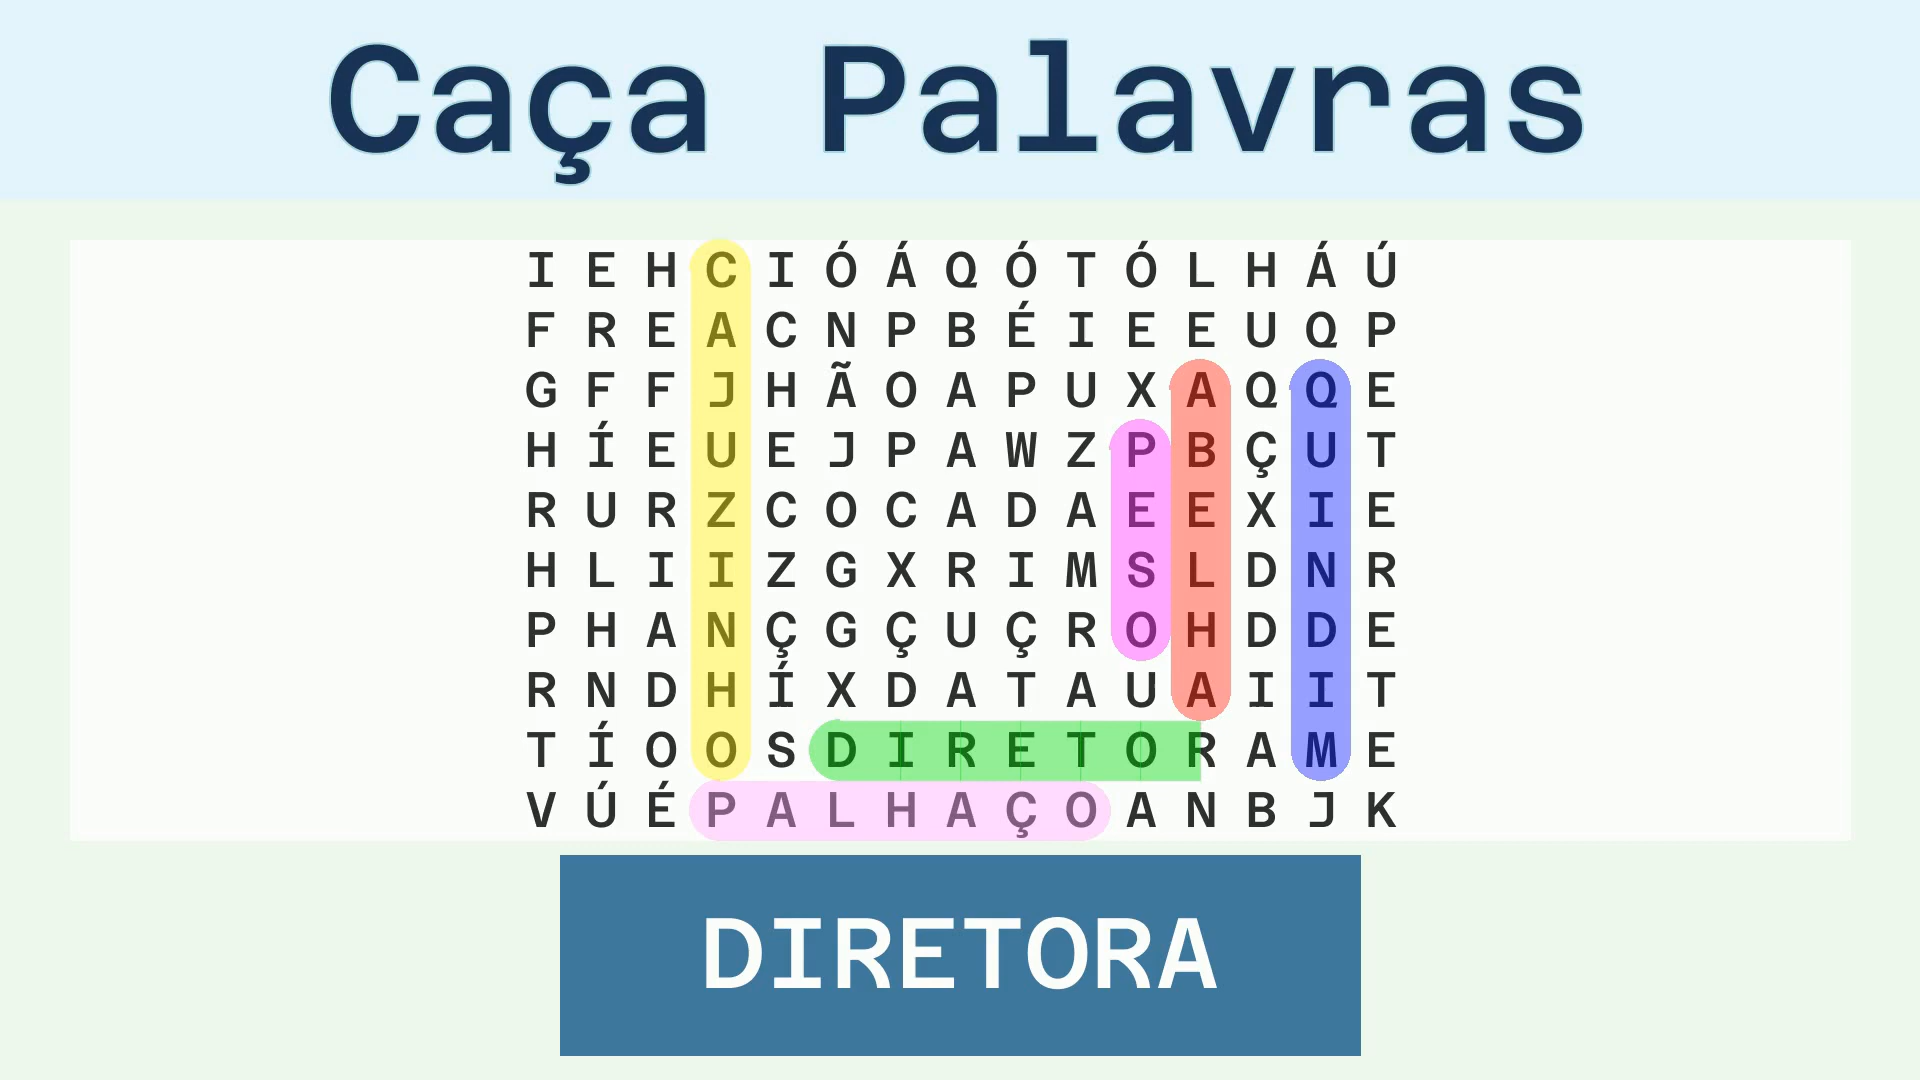 Caça Palavras
I E H C I Ó Á Q Ó T Ó L H Á Ú
F R E A C N P B É I E E U Q P
G F F J H Ã O A P U X A Q Q E
H Í E U E J P A W Z P B Ç U T
R U R Z C O C A D A E E X I E
H L I I Z G X R I M S L D N R
P H A N Ç G Ç U Ç R O H D D E
R N D H Í X D A T A U A I I T
T Í O O S D I R E T O R A M E
V Ú É P A L H A Ç O A N B J K
DIRETORA